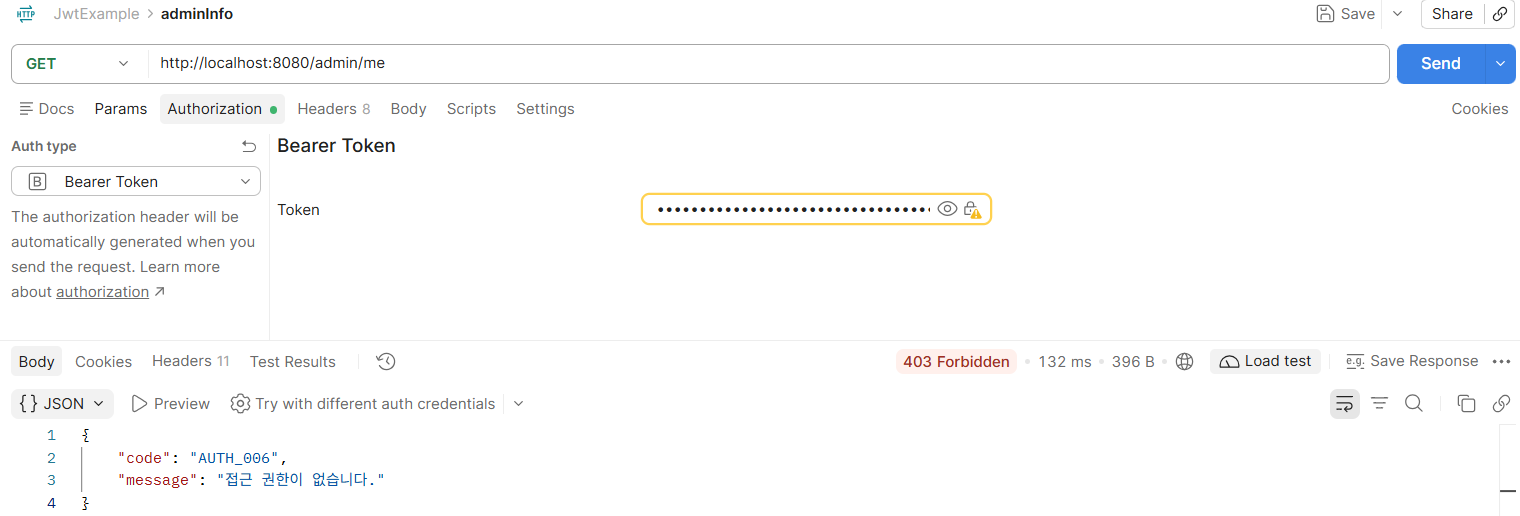 HTTP JwtExample > adminInfo Save Share
GET http://localhost:8080/admin/me Send
Docs Params Authorization Headers 8 Body Scripts Settings Cookies
Auth type
Bearer Token
B Bearer Token
Token ••••••••••••••••••••••••••••••••
The authorization header will be
automatically generated when you
send the request. Learn more
about authorization ↗
Body Cookies Headers 11 Test Results 403 Forbidden • 132 ms • 396 B • Load test e.g. Save Response •••
{} JSON Preview Try with different auth credentials
1 {
2 "code": "AUTH_006",
3 "message": "접근 권한이 없습니다."
4 }